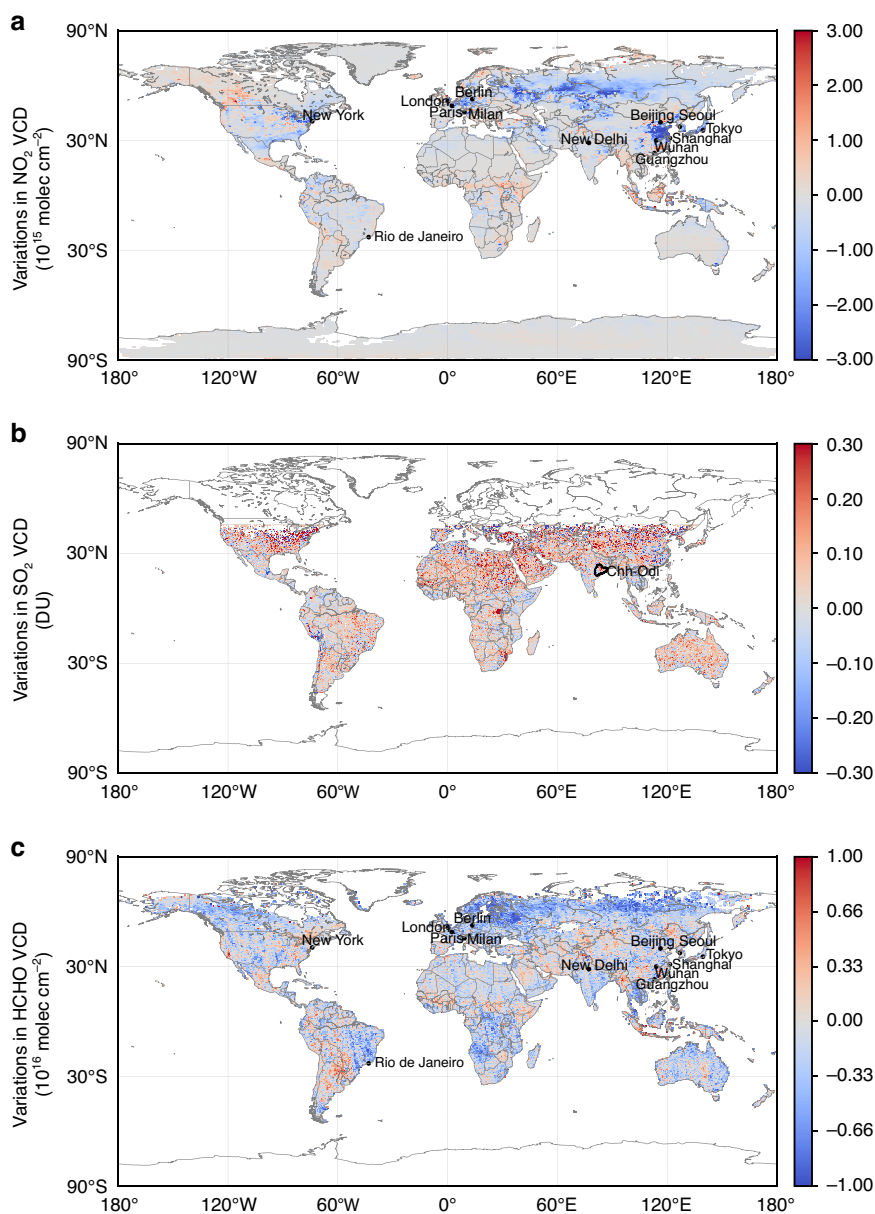 a
Variations in NO₂ VCD
(10¹⁵ molec cm⁻²)
90°N
30°N
30°S
90°S
180°
120°W
60°W
0°
60°E
120°E
180°
New York
London
Berlin
Paris
Milan
Beijing
Seoul
Tokyo
New Delhi
Shanghai
Wuhan
Guangzhou
Rio de Janeiro
3.00
2.00
1.00
0.00
−1.00
−2.00
−3.00
b
Variations in SO₂ VCD
(DU)
90°N
30°N
30°S
90°S
180°
120°W
60°W
0°
60°E
120°E
180°
Chh-Odi
0.30
0.20
0.10
0.00
−0.10
−0.20
−0.30
c
Variations in HCHO VCD
(10¹⁶ molec cm⁻²)
90°N
30°N
30°S
90°S
180°
120°W
60°W
0°
60°E
120°E
180°
New York
London
Berlin
Paris
Milan
Beijing
Seoul
Tokyo
New Delhi
Shanghai
Wuhan
Guangzhou
Rio de Janeiro
1.00
0.66
0.33
0.00
−0.33
−0.66
−1.00